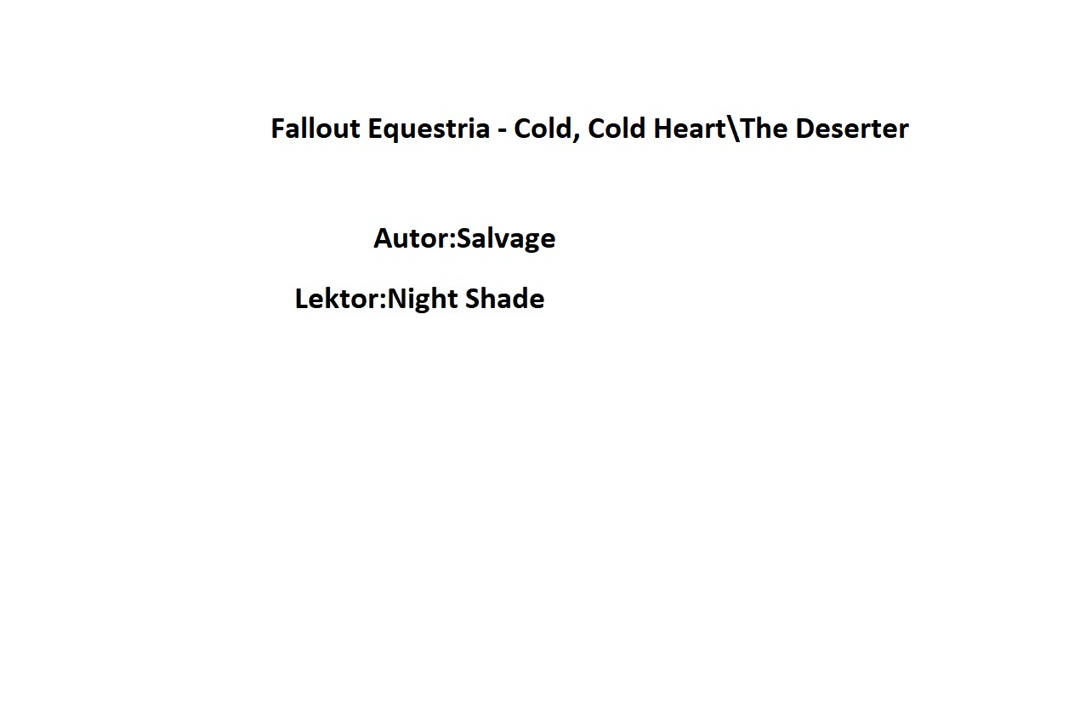 Fallout Equestria - Cold, Cold Heart\The Deserter
Autor:Salvage
Lektor:Night Shade